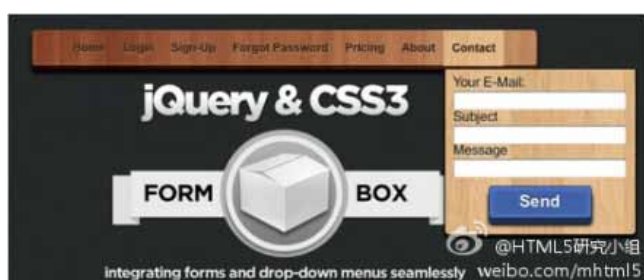 Home Login Sign-Up Forgot Password Pricing About Contact
Your E-Mail:
Subject
Message
Send
jQuery & CSS3
FORM BOX
integrating forms and drop-down menus seamlessly
@HTML5研究小组
weibo.com/mhtml5